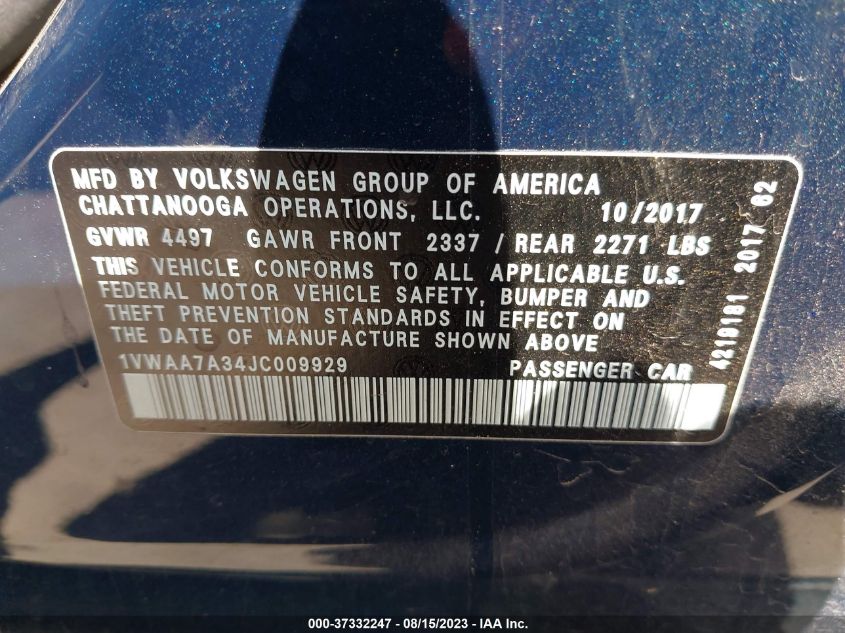 MFD BY VOLKSWAGEN GROUP OF AMERICA
CHATTANOOGA OPERATIONS, LLC. 10/2017
GVWR 4497 GAWR FRONT 2337 / REAR 2271 LBS
THIS VEHICLE CONFORMS TO ALL APPLICABLE U.S.
FEDERAL MOTOR VEHICLE SAFETY, BUMPER AND
THEFT PREVENTION STANDARDS IN EFFECT ON
THE DATE OF MANUFACTURE SHOWN ABOVE
1VWAA7A34JC009929 PASSENGER CAR
4219181 2017 62
000-37332247 - 08/15/2023 - IAA Inc.